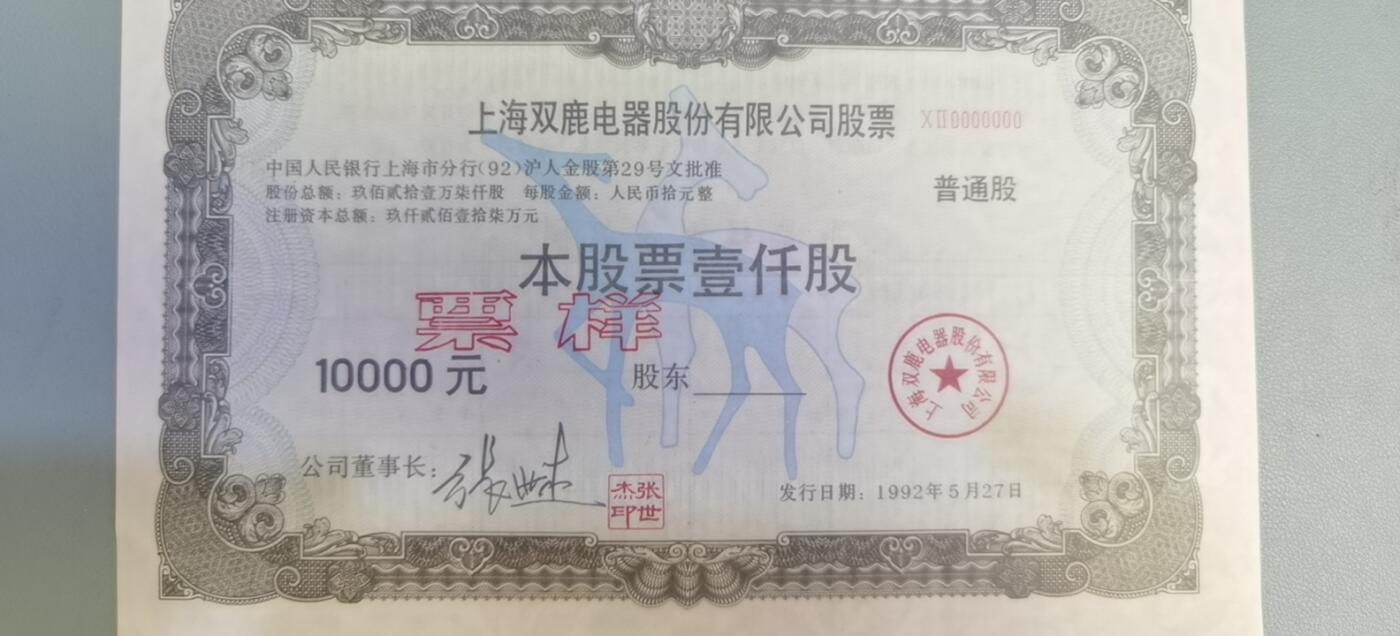 上海双鹿电器股份有限公司股票
XⅡ0000000
中国人民银行上海市分行(92)沪人金股第29号文批准
普通股
股份总额：玖佰贰拾壹万柒仟股 每股金额：人民币拾元整
注册资本总额：玖仟贰佰壹拾柒万元
本股票壹仟股
票样
10000元
股东
上海双鹿电器股份有限公司
公司董事长：张世杰
张世杰印
发行日期：1992年5月27日